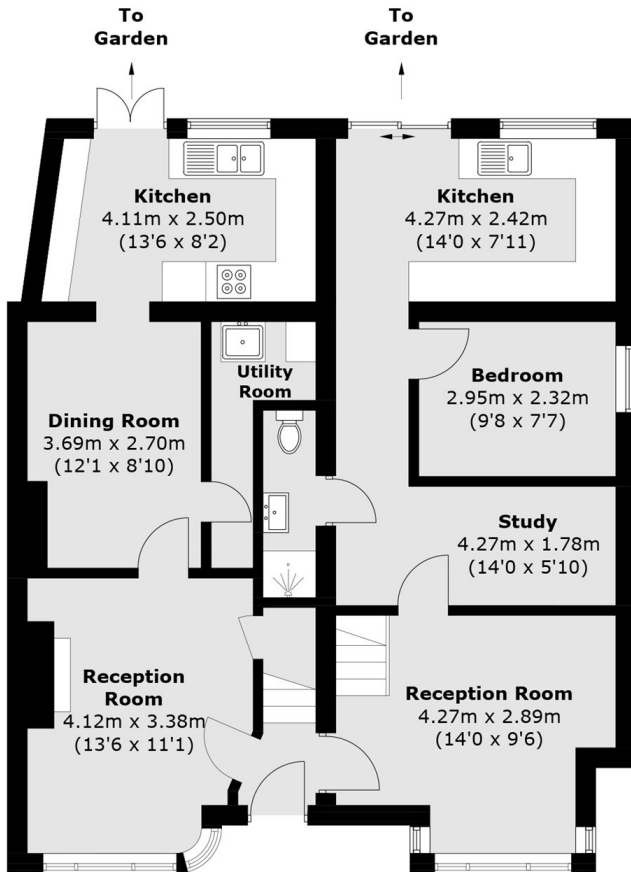 To
Garden
To
Garden
Kitchen
4.11m x 2.50m
(13'6 x 8'2)
Kitchen
4.27m x 2.42m
(14'0 x 7'11)
Utility
Room
Bedroom
2.95m x 2.32m
(9'8 x 7'7)
Dining Room
3.69m x 2.70m
(12'1 x 8'10)
Study
4.27m x 1.78m
(14'0 x 5'10)
Reception
Room
4.12m x 3.38m
(13'6 x 11'1)
Reception Room
4.27m x 2.89m
(14'0 x 9'6)